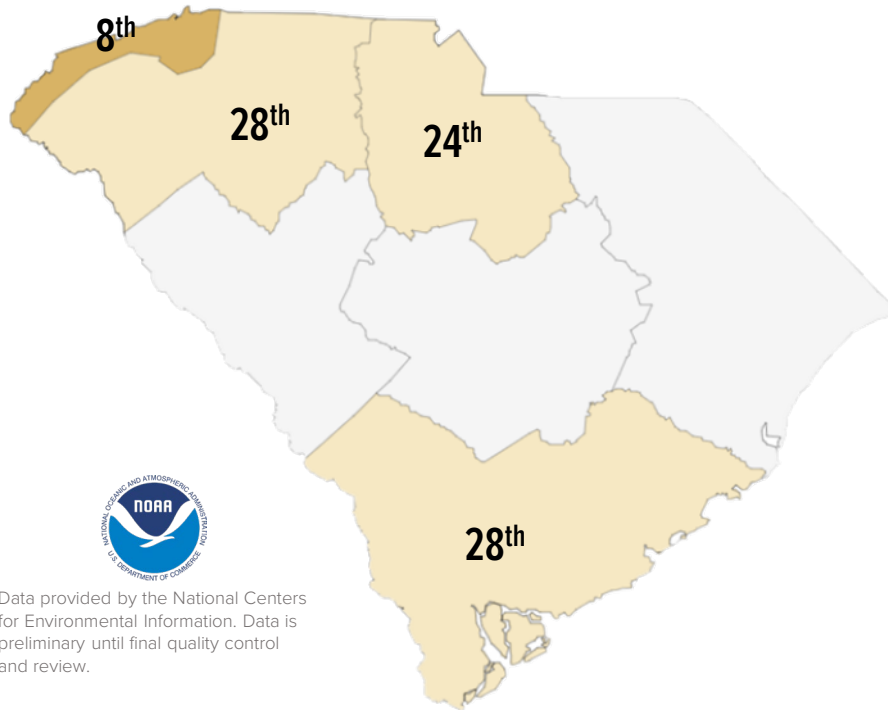 8th
28th
24th
28th
NATIONAL OCEANIC AND ATMOSPHERIC ADMINISTRATION
NOAA
U.S. DEPARTMENT OF COMMERCE
Data provided by the National Centers
for Environmental Information. Data is
preliminary until final quality control
and review.